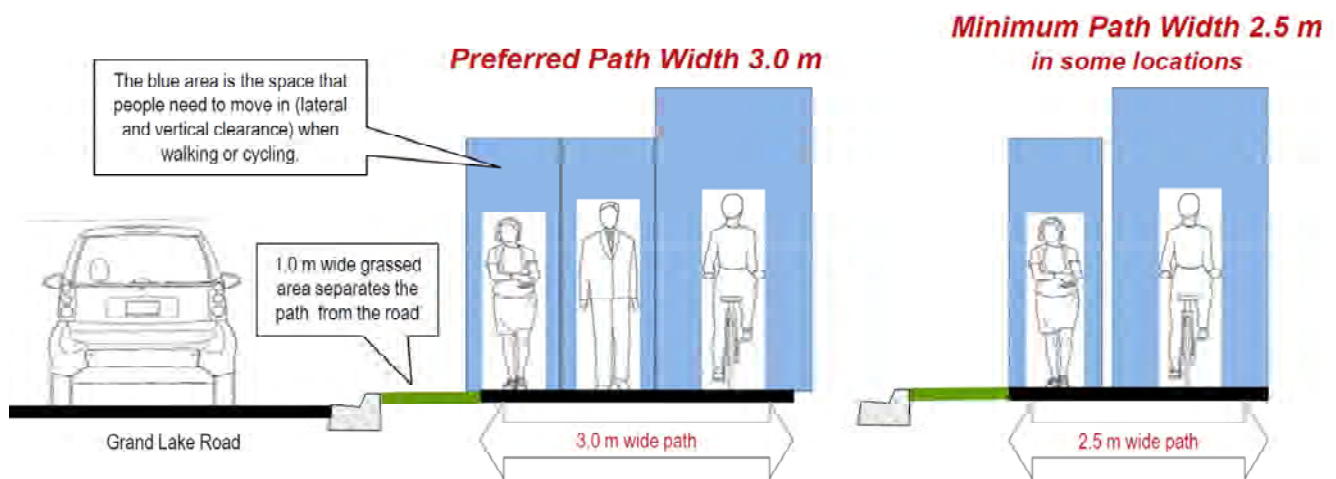 Minimum Path Width 2.5 m
in some locations
Preferred Path Width 3.0 m
The blue area is the space that
people need to move in (lateral
and vertical clearance) when
walking or cycling.
1.0 m wide grassed
area separates the
path from the road
Grand Lake Road
3.0 m wide path
2.5 m wide path